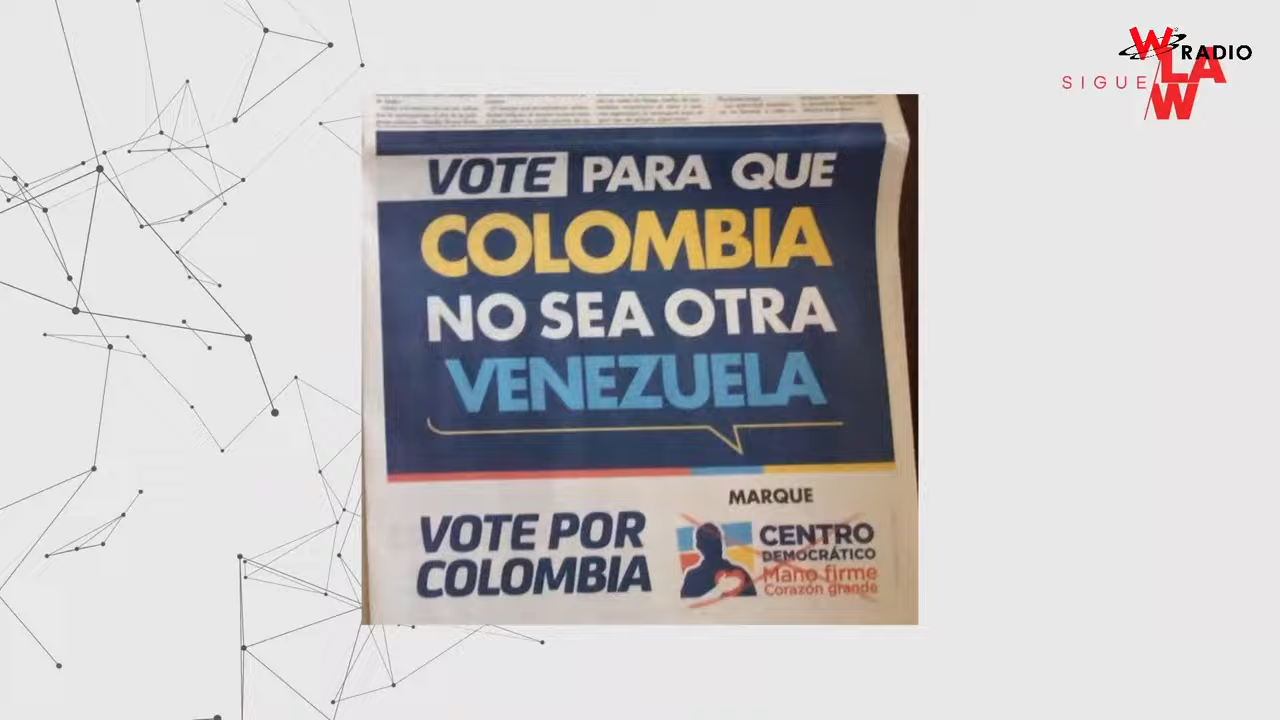 W RADIO
SIGUE LA W
VOTE PARA QUE
COLOMBIA
NO SEA OTRA
VENEZUELA
MARQUE
VOTE POR
COLOMBIA
CENTRO
DEMOCRÁTICO
Mano firme
Corazón grande